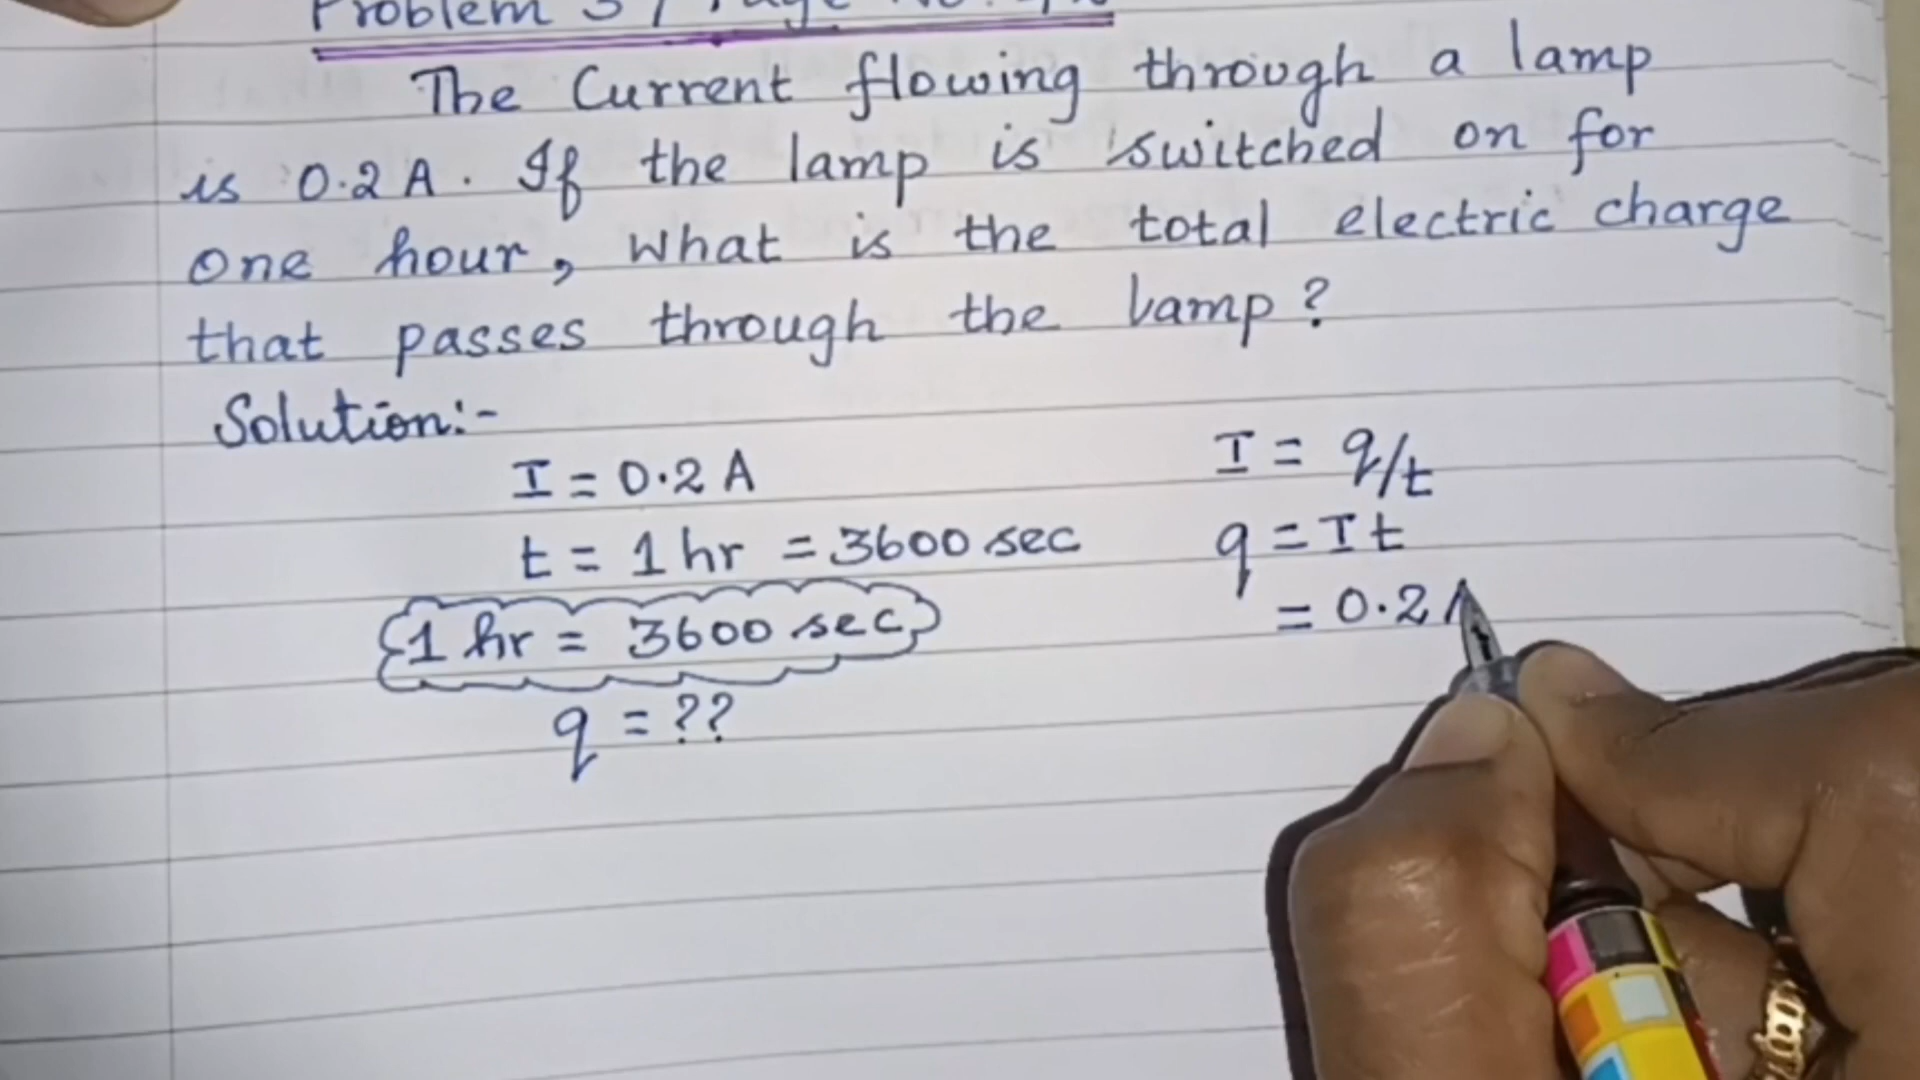 Problem 3
The Current flowing through a lamp
is 0.2 A. If the lamp is switched on for
one hour, What is the total electric charge
that passes through the lamp?
Solution:-
I = 0.2 A
t = 1 hr = 3600 sec
1 hr = 3600 sec
q = ??
I = q/t
q = It
= 0.2